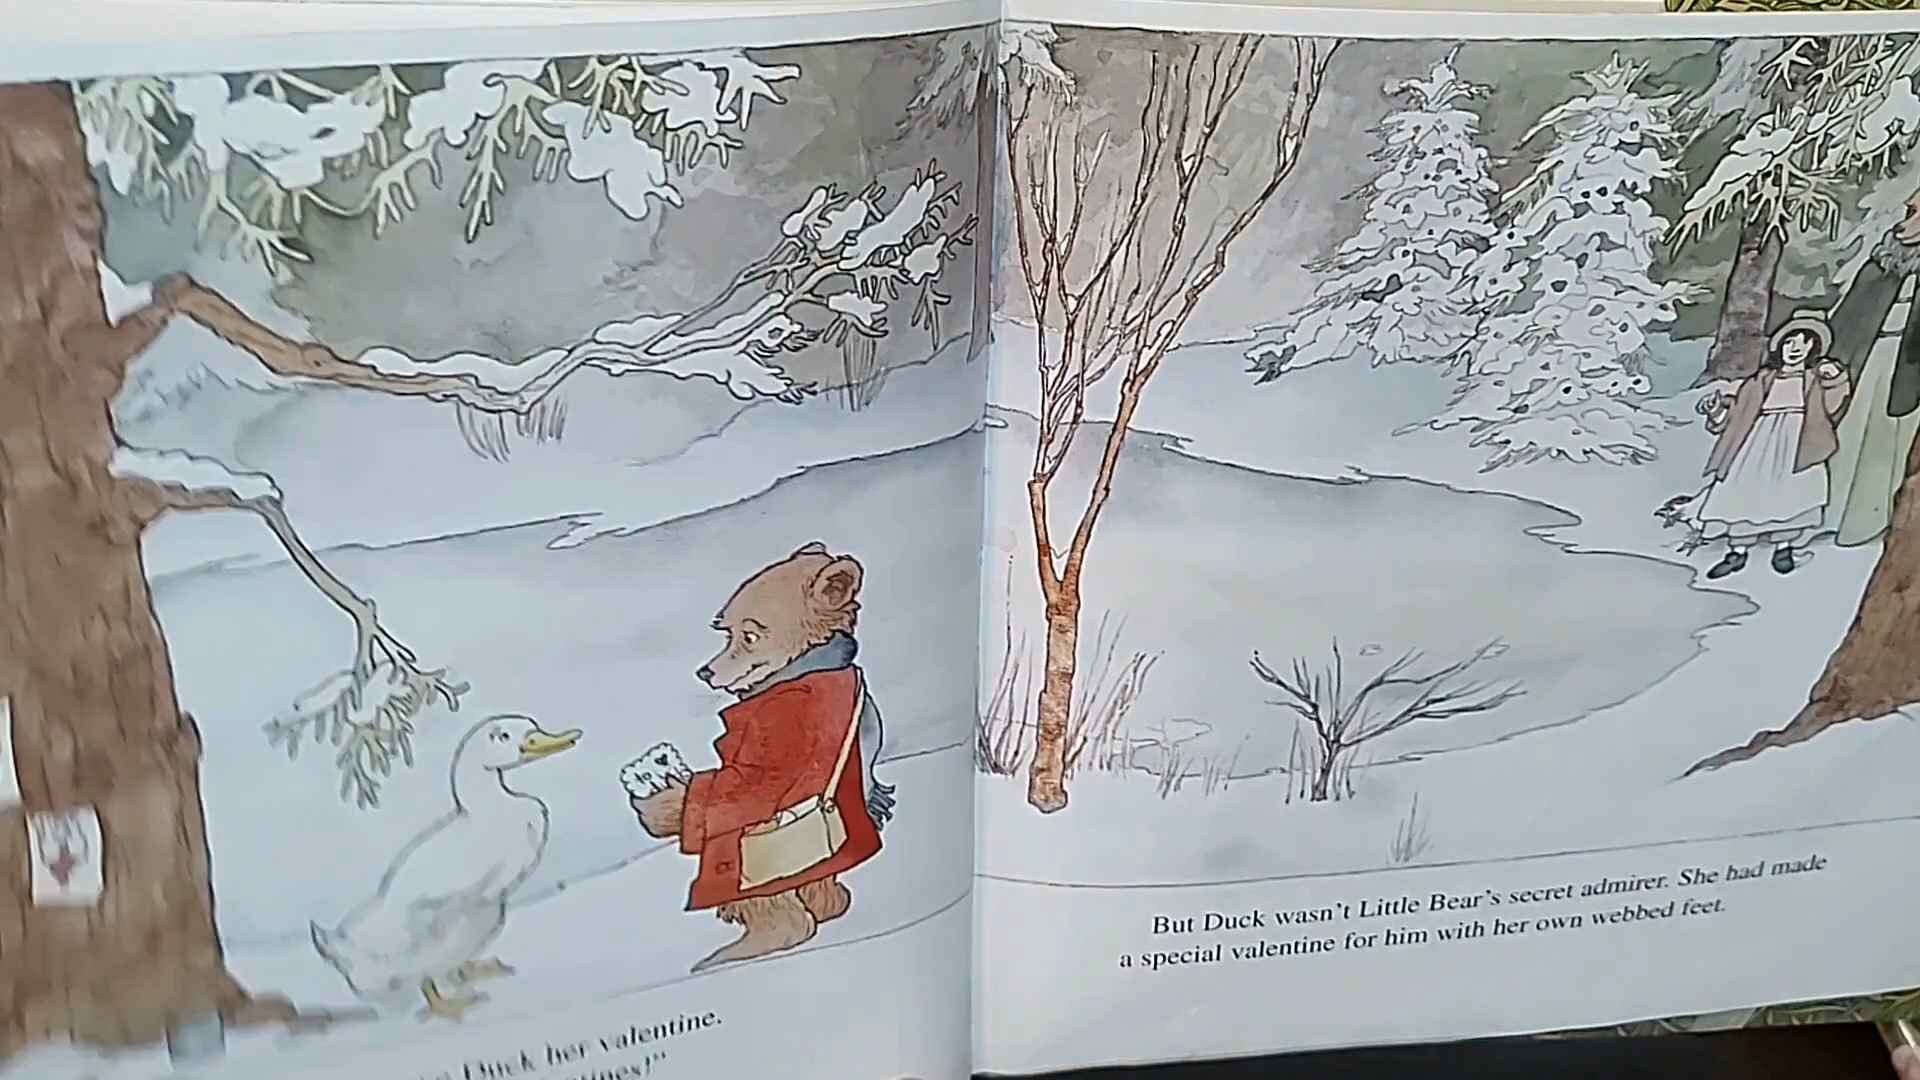 to
Duck her valentine.
But Duck wasn't Little Bear's secret admirer. She had made
a special valentine for him with her own webbed feet.